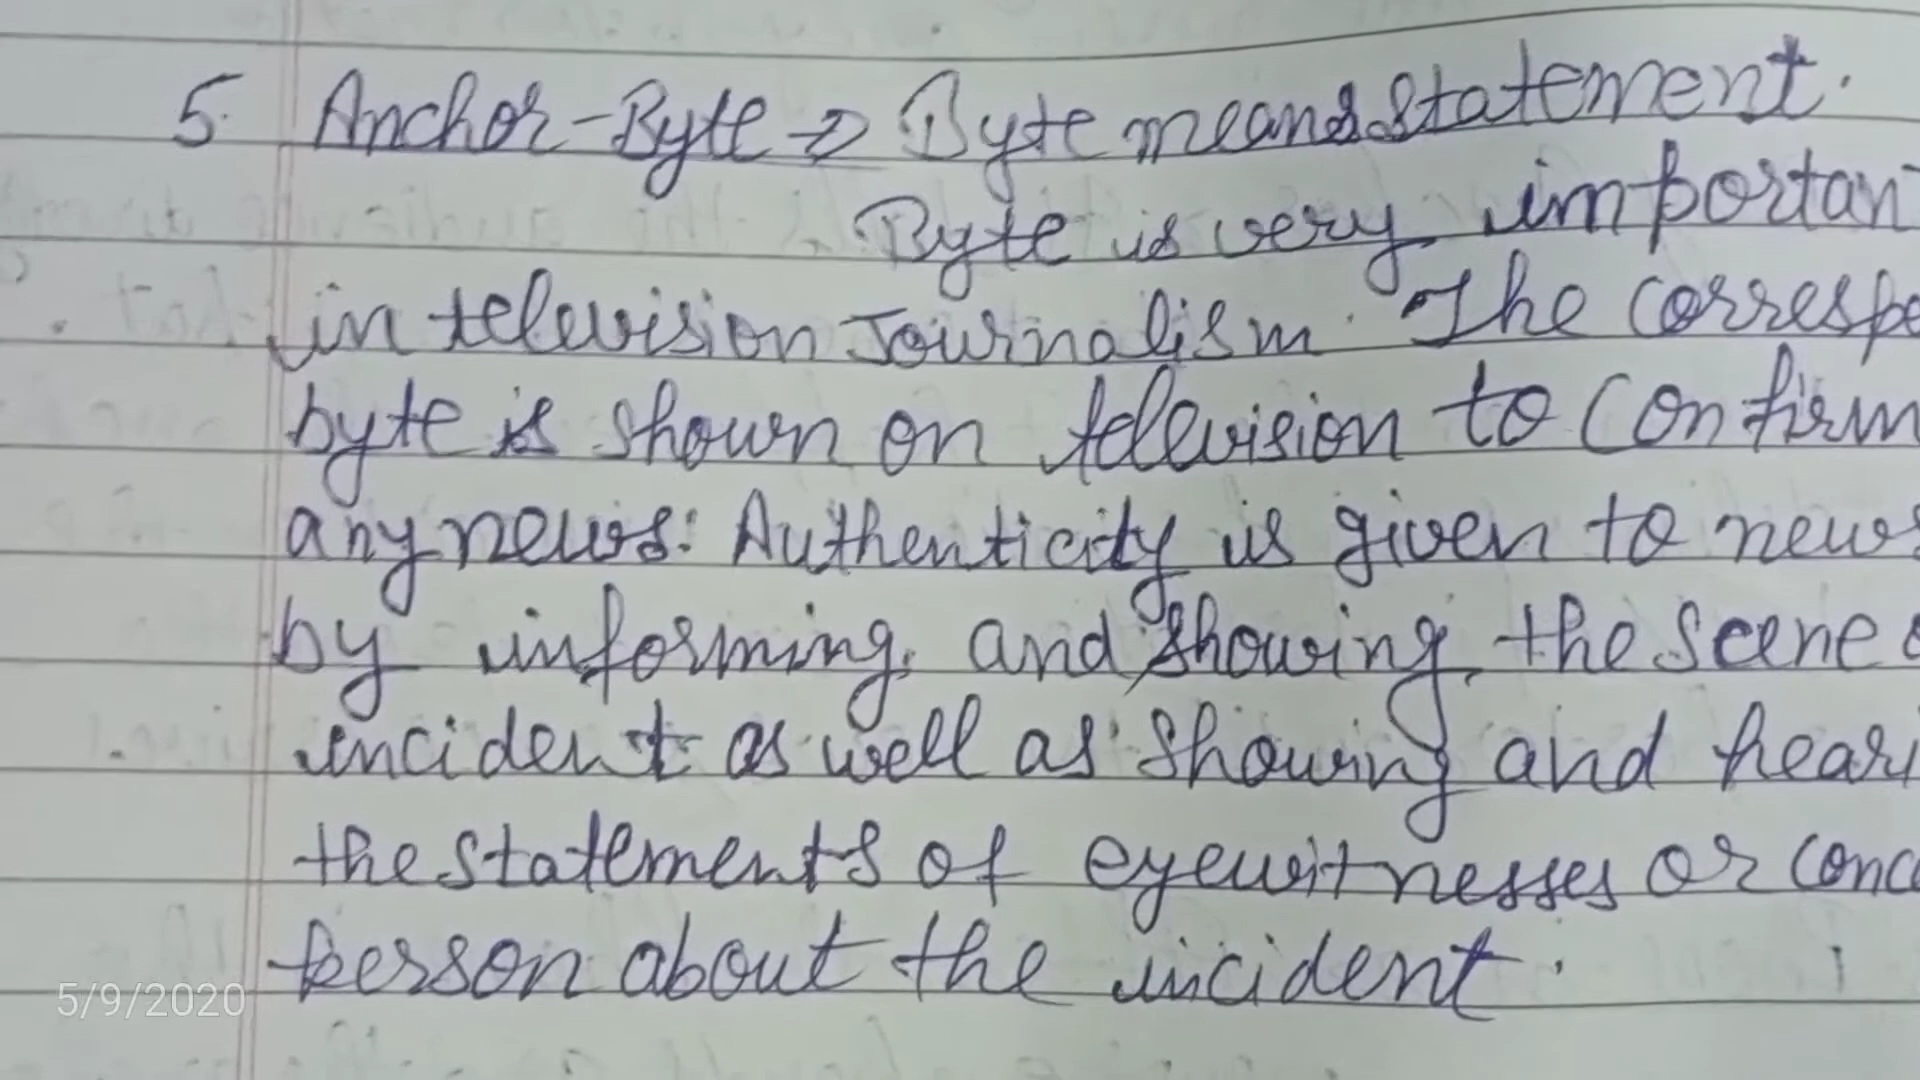 5. Anchor-Byte ⇒ Byte means statement.
Byte is very importan
in television Journalism. The corresp
byte is shown on television to confirm
any news. Authenticity is given to news
by informing and showing the scene
incident as well as showing and heari
the statements of eyewitnesses or conc
person about the incident.
5/9/2020